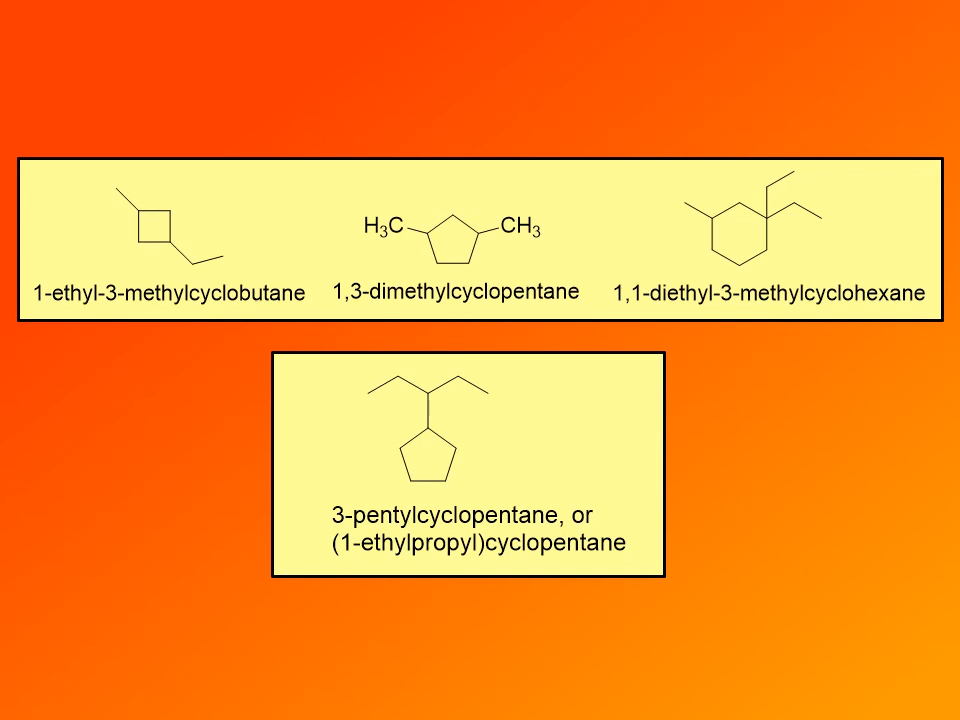 H₃C CH₃
1-ethyl-3-methylcyclobutane
1,3-dimethylcyclopentane
1,1-diethyl-3-methylcyclohexane
3-pentylcyclopentane, or
(1-ethylpropyl)cyclopentane